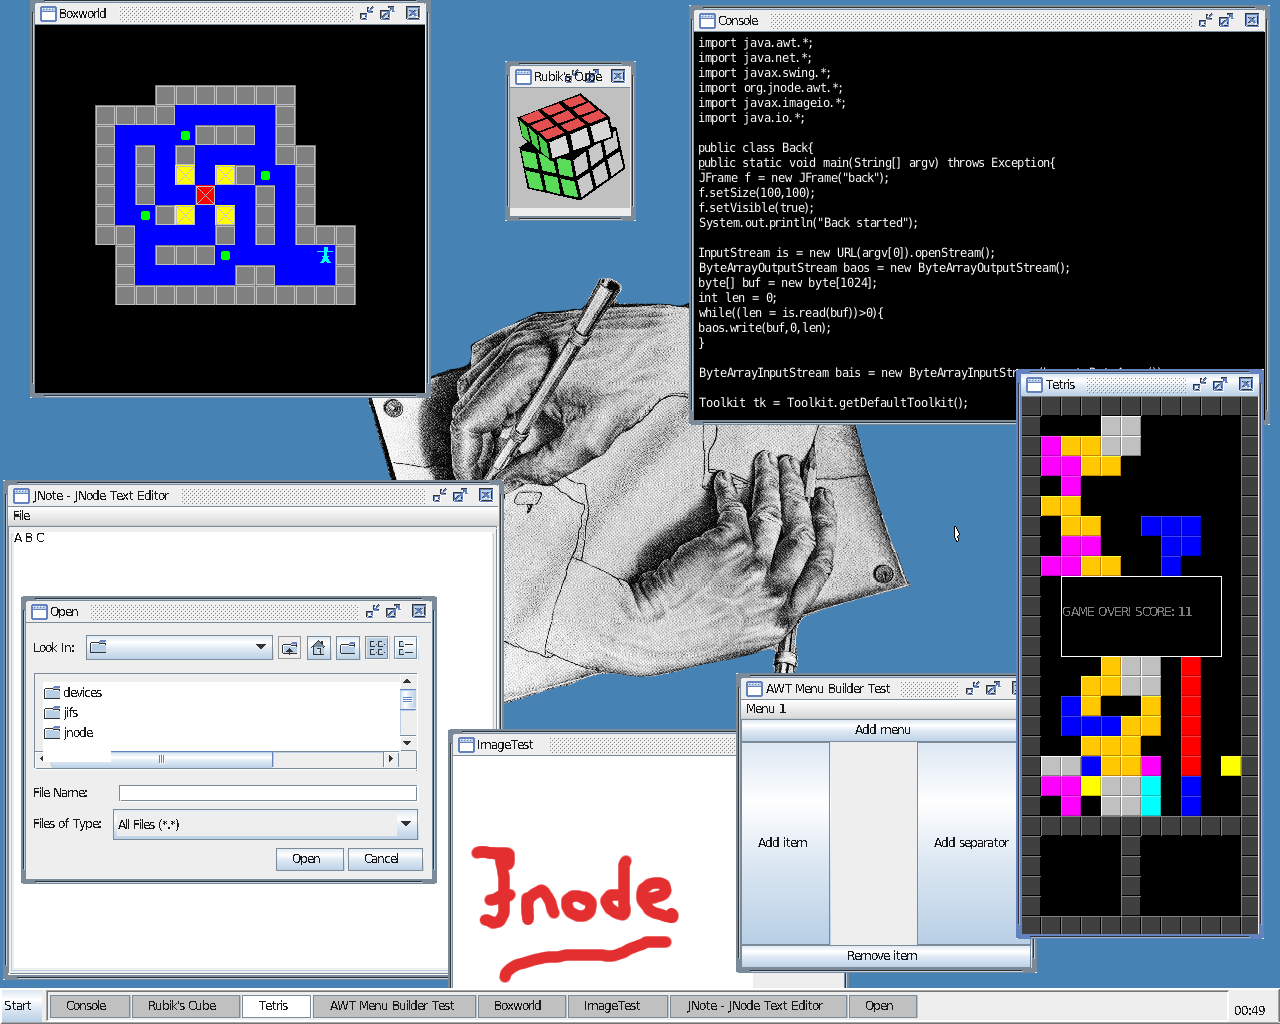 Boxworld
Rubik's Cube
Console
import java.awt.*;
import java.net.*;
import javax.swing.*;
import org.jnode.awt.*;
import javax.imageio.*;
import java.io.*;
public class Back{
public static void main(String[] argv) throws Exception{
JFrame f = new JFrame("back");
f.setSize(100,100);
f.setVisible(true);
System.out.println("Back started");
InputStream is = new URL(argv[0]).openStream();
ByteArrayOutputStream baos = new ByteArrayOutputStream();
byte[] buf = new byte[1024];
int len = 0;
while((len = is.read(buf))>0){
baos.write(buf,0,len);
}
ByteArrayInputStream bais = new ByteArrayInputStr
Toolkit tk = Toolkit.getDefaultToolkit();
Tetris
GAME OVER! SCORE: 11
JNote - JNode Text Editor
File
A B C
Open
Look In:
devices
jifs
jnode
File Name:
Files of Type: All Files (*.*)
Open Cancel
ImageTest
Jnode
AWT Menu Builder Test
Menu 1
Add menu
Add item Add separator
Remove item
Start Console Rubik's Cube Tetris AWT Menu Builder Test Boxworld ImageTest JNote - JNode Text Editor Open 00:49